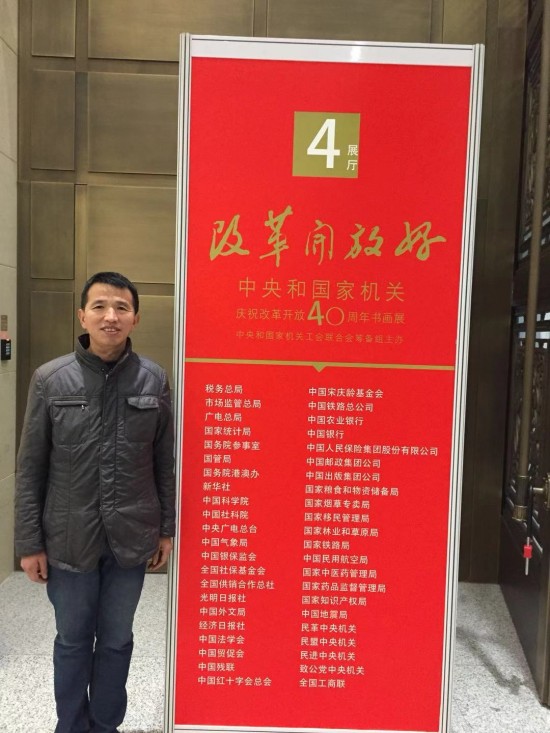 4
展厅
改革开放好
中央和国家机关
庆祝改革开放40周年书画展
中央和国家机关工会联合会筹备组主办
税务总局
市场监管总局
广电总局
国家统计局
国务院参事室
国管局
国务院港澳办
新华社
中国科学院
中国社科院
中央广电总台
中国气象局
中国银保监会
全国社保基金会
全国供销合作总社
光明日报社
中国外文局
经济日报社
中国法学会
中国贸促会
中国残联
中国红十字会总会
中国宋庆龄基金会
中国铁路总公司
中国农业银行
中国银行
中国人民保险集团股份有限公司
中国邮政集团公司
中国出版集团公司
国家粮食和物资储备局
国家烟草专卖局
国家移民管理局
国家林业和草原局
国家铁路局
中国民用航空局
国家中医药管理局
国家药品监督管理局
国家知识产权局
中国地震局
民革中央机关
民盟中央机关
民进中央机关
致公党中央机关
全国工商联